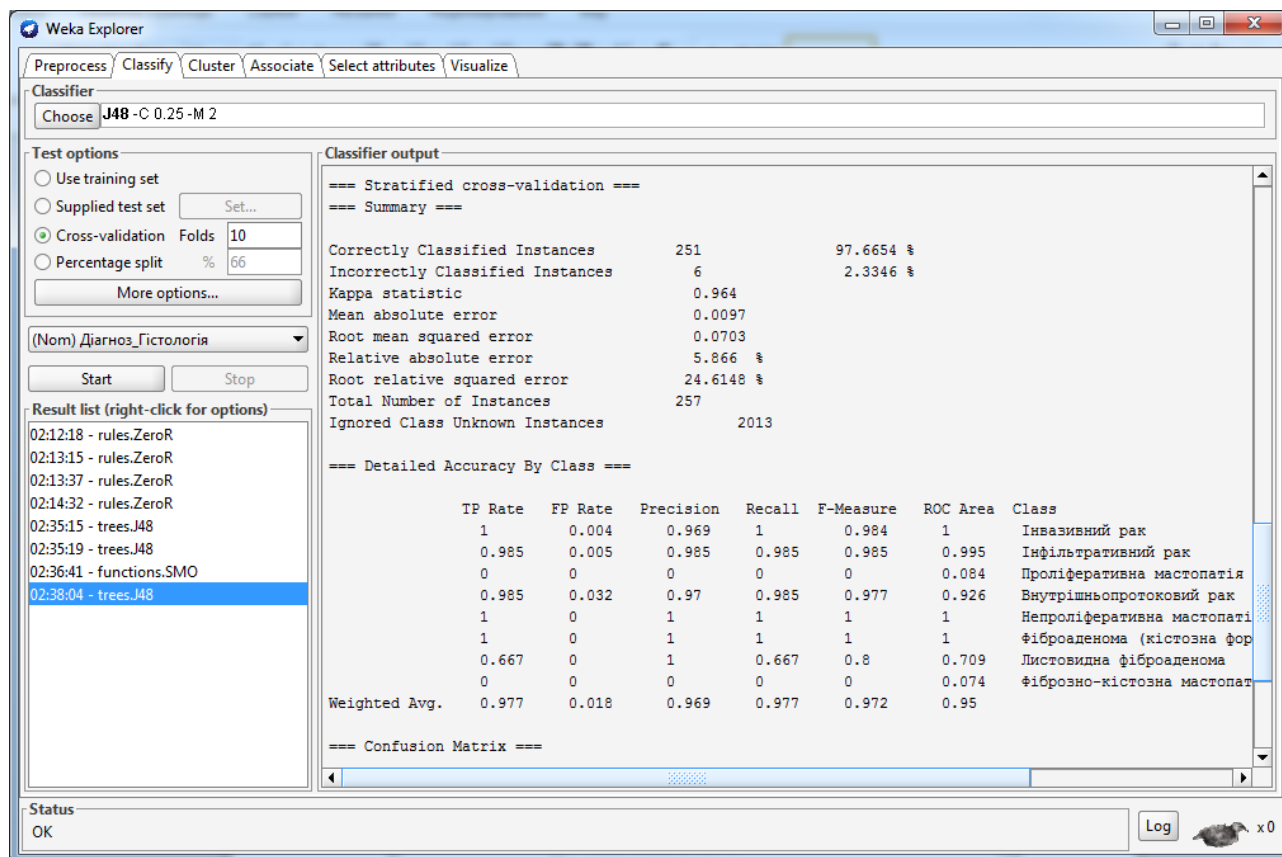 Weka Explorer
Preprocess Classify Cluster Associate Select attributes Visualize
Classifier
Choose J48 -C 0.25 -M 2
Test options
Use training set
Supplied test set Set...
Cross-validation Folds 10
Percentage split % 66
More options...
(Nom) Діагноз_Гістологія
Start Stop
Result list (right-click for options)
02:12:18 - rules.ZeroR
02:13:15 - rules.ZeroR
02:13:37 - rules.ZeroR
02:14:32 - rules.ZeroR
02:35:15 - trees.J48
02:35:19 - trees.J48
02:36:41 - functions.SMO
02:38:04 - trees.J48
Classifier output
=== Stratified cross-validation ===
=== Summary ===
Correctly Classified Instances 251 97.6654 %
Incorrectly Classified Instances 6 2.3346 %
Kappa statistic 0.964
Mean absolute error 0.0097
Root mean squared error 0.0703
Relative absolute error 5.866 %
Root relative squared error 24.6148 %
Total Number of Instances 257
Ignored Class Unknown Instances 2013
=== Detailed Accuracy By Class ===
TP Rate FP Rate Precision Recall F-Measure ROC Area Class
1 0.004 0.969 1 0.984 1 Інвазивний рак
0.985 0.005 0.985 0.985 0.985 0.995 Інфільтративний рак
0 0 0 0 0 0.084 Проліферативна мастопатія
0.985 0.032 0.97 0.985 0.977 0.926 Внутрішньопротоковий рак
1 0 1 1 1 1 Непроліферативна мастопаті
1 0 1 1 1 1 Фіброаденома (кістозна фор
0.667 0 1 0.667 0.8 0.709 Листовидна фіброаденома
0 0 0 0 0 0.074 Фіброзно-кістозна мастопат
Weighted Avg. 0.977 0.018 0.969 0.977 0.972 0.95
=== Confusion Matrix ===
Status
OK
Log x 0